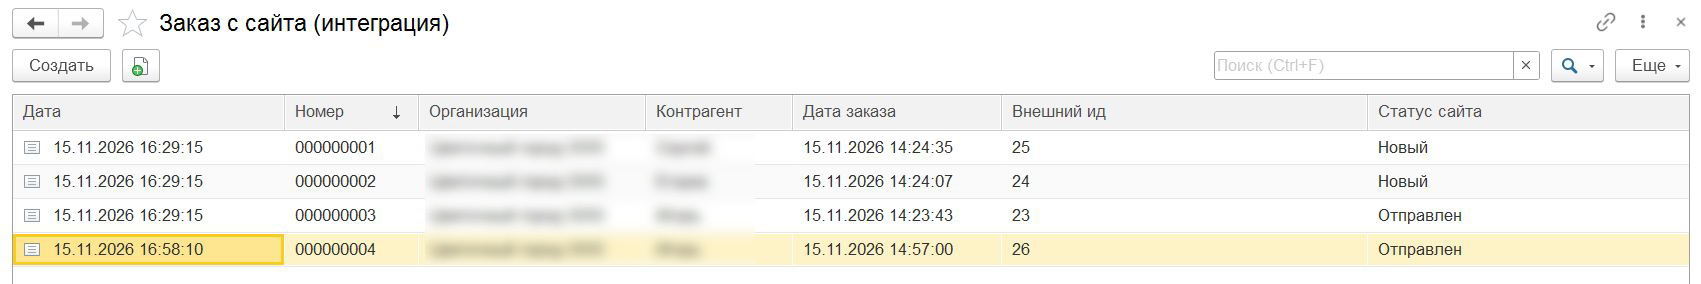 Заказ с сайта (интеграция)
Создать Поиск (Ctrl+F) × Еще
Дата Номер ↓ Организация Контрагент Дата заказа Внешний ид Статус сайта
15.11.2026 16:29:15 000000001 15.11.2026 14:24:35 25 Новый
15.11.2026 16:29:15 000000002 15.11.2026 14:24:07 24 Новый
15.11.2026 16:29:15 000000003 15.11.2026 14:23:43 23 Отправлен
15.11.2026 16:58:10 000000004 15.11.2026 14:57:00 26 Отправлен